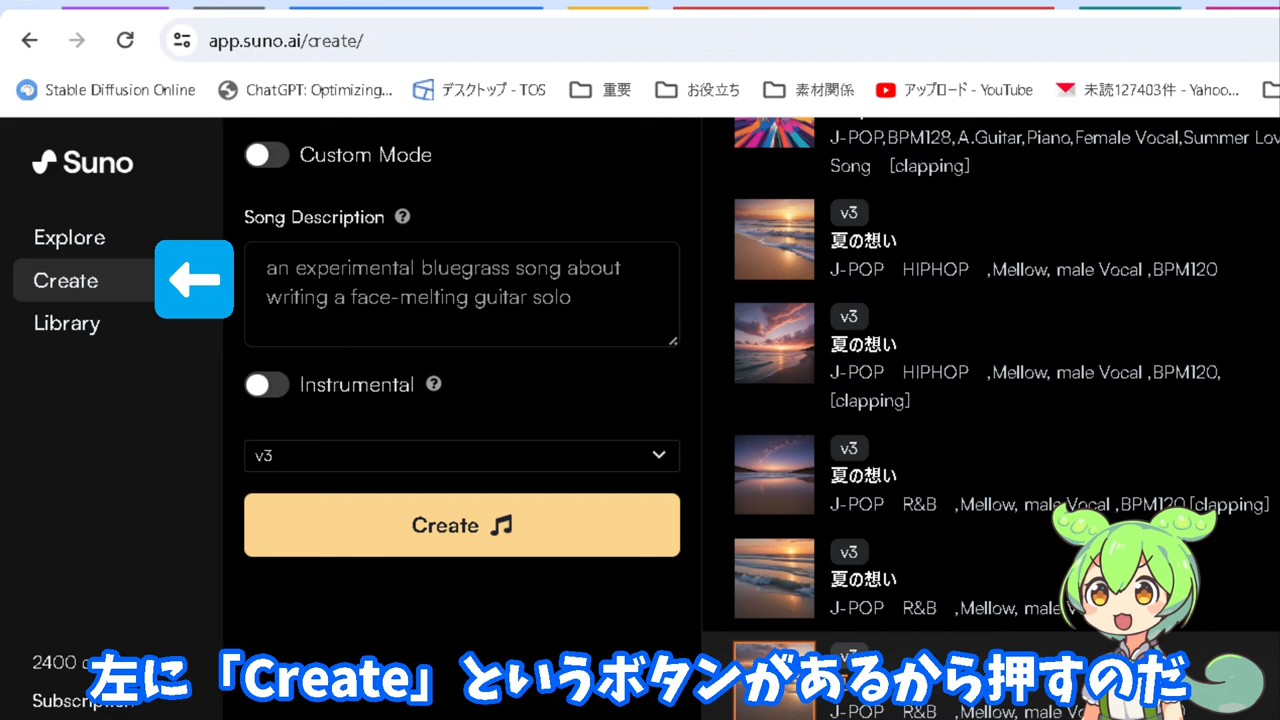 app.suno.ai/create/
Stable Diffusion Online
ChatGPT: Optimizing...
デスクトップ - TOS
重要
お役立ち
素材関係
アップロード - YouTube
未読127403件 - Yahoo...
Suno
Explore
Create
Library
2400
Subscription
Custom Mode
Song Description
an experimental bluegrass song about
writing a face-melting guitar solo
Instrumental
v3
Create
J-POP,BPM128,A.Guitar,Piano,Female Vocal,Summer Lov
Song [clapping]
v3
夏の想い
J-POP HIPHOP ,Mellow, male Vocal ,BPM120
v3
夏の想い
J-POP HIPHOP ,Mellow, male Vocal ,BPM120,
[clapping]
v3
夏の想い
J-POP R&B ,Mellow, male Vocal ,BPM120 [clapping]
v3
夏の想い
J-POP R&B ,Mellow, male
v3
J-POP R&B ,Mellow, male
左に「Create」というボタンがあるから押すのだ